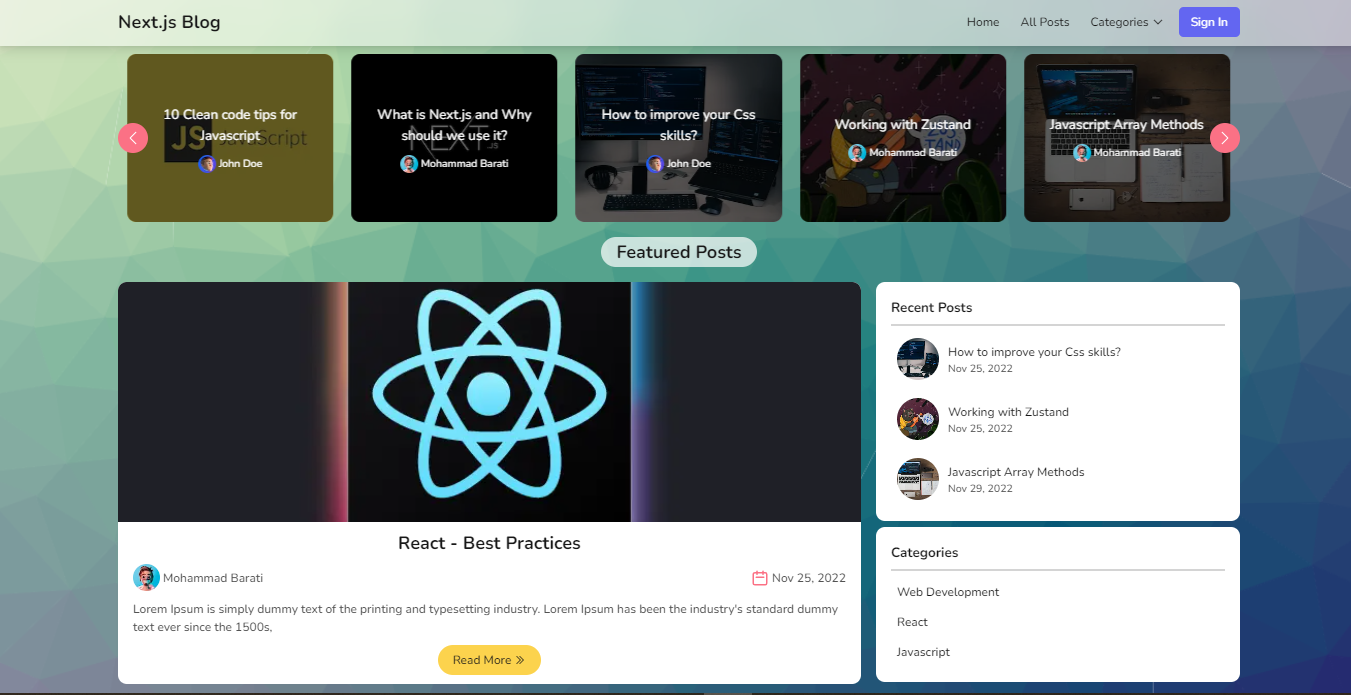 Next.js Blog
Home
All Posts
Categories
Sign In
10 Clean code tips for
Javascript
JS JavaScript
John Doe
What is Next.js and Why
should we use it?
NEXT
.JS
Mohammad Barati
How to improve your Css
skills?
John Doe
Working with Zustand
Mohammad Barati
Javascript Array Methods
Mohammad Barati
Featured Posts
React - Best Practices
Mohammad Barati
Nov 25, 2022
Lorem Ipsum is simply dummy text of the printing and typesetting industry. Lorem Ipsum has been the industry's standard dummy
text ever since the 1500s,
Read More
Recent Posts
How to improve your Css skills?
Nov 25, 2022
Working with Zustand
Nov 25, 2022
Javascript Array Methods
Nov 29, 2022
Categories
Web Development
React
Javascript